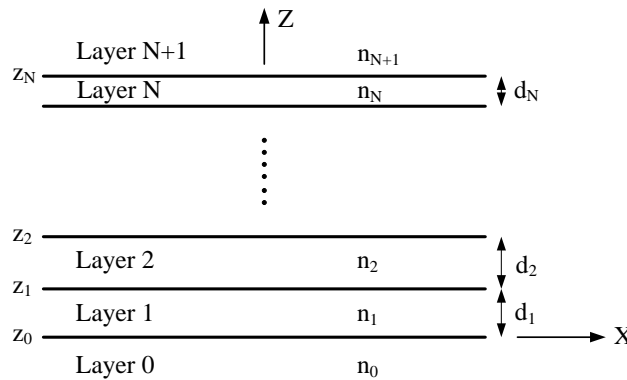 Z
Layer N+1 n_{N+1}
z_N
Layer N n_N d_N
z_2
Layer 2 n_2 d_2
z_1
Layer 1 n_1 d_1
z_0 X
Layer 0 n_0